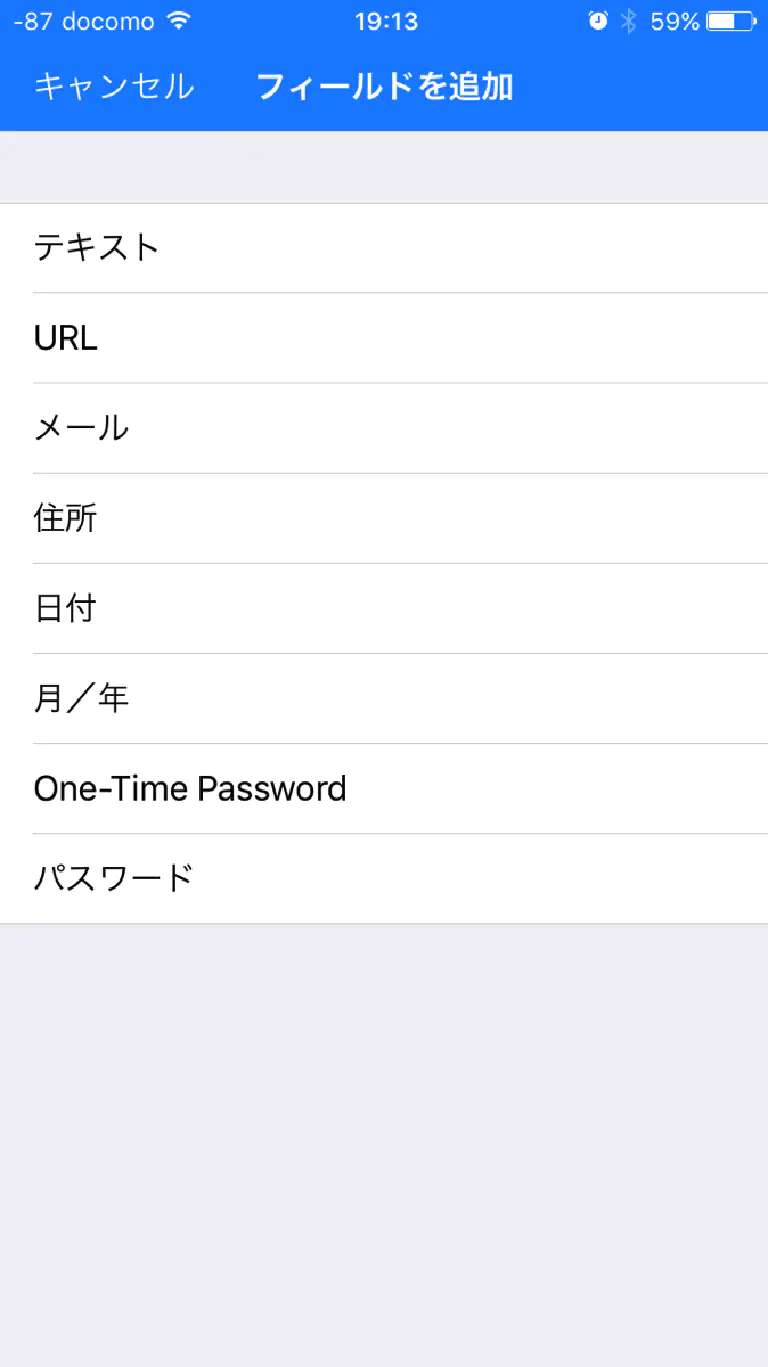 -87 docomo 19:13 59%
キャンセル フィールドを追加
テキスト
URL
メール
住所
日付
月／年
One-Time Password
パスワード